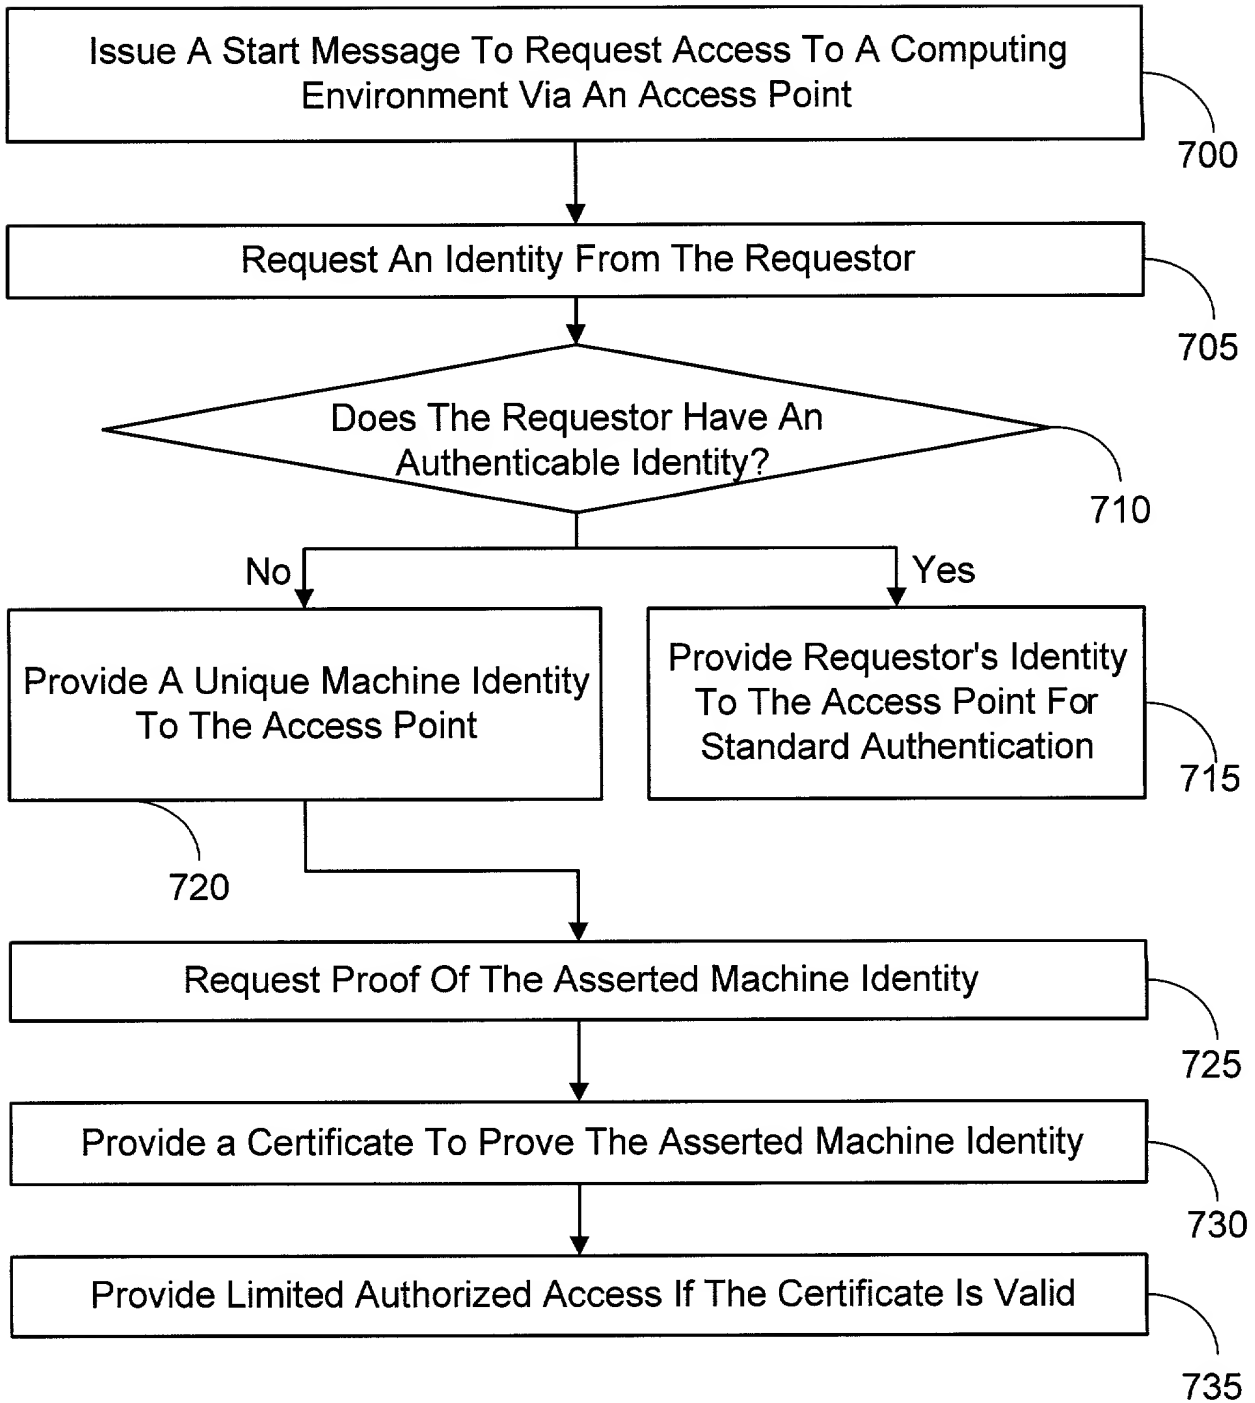 Issue A Start Message To Request Access To A Computing
Environment Via An Access Point
700
Request An Identity From The Requestor
705
Does The Requestor Have An
Authenticable Identity?
710
No
Yes
Provide A Unique Machine Identity
To The Access Point
Provide Requestor's Identity
To The Access Point For
Standard Authentication
715
720
Request Proof Of The Asserted Machine Identity
725
Provide a Certificate To Prove The Asserted Machine Identity
730
Provide Limited Authorized Access If The Certificate Is Valid
735